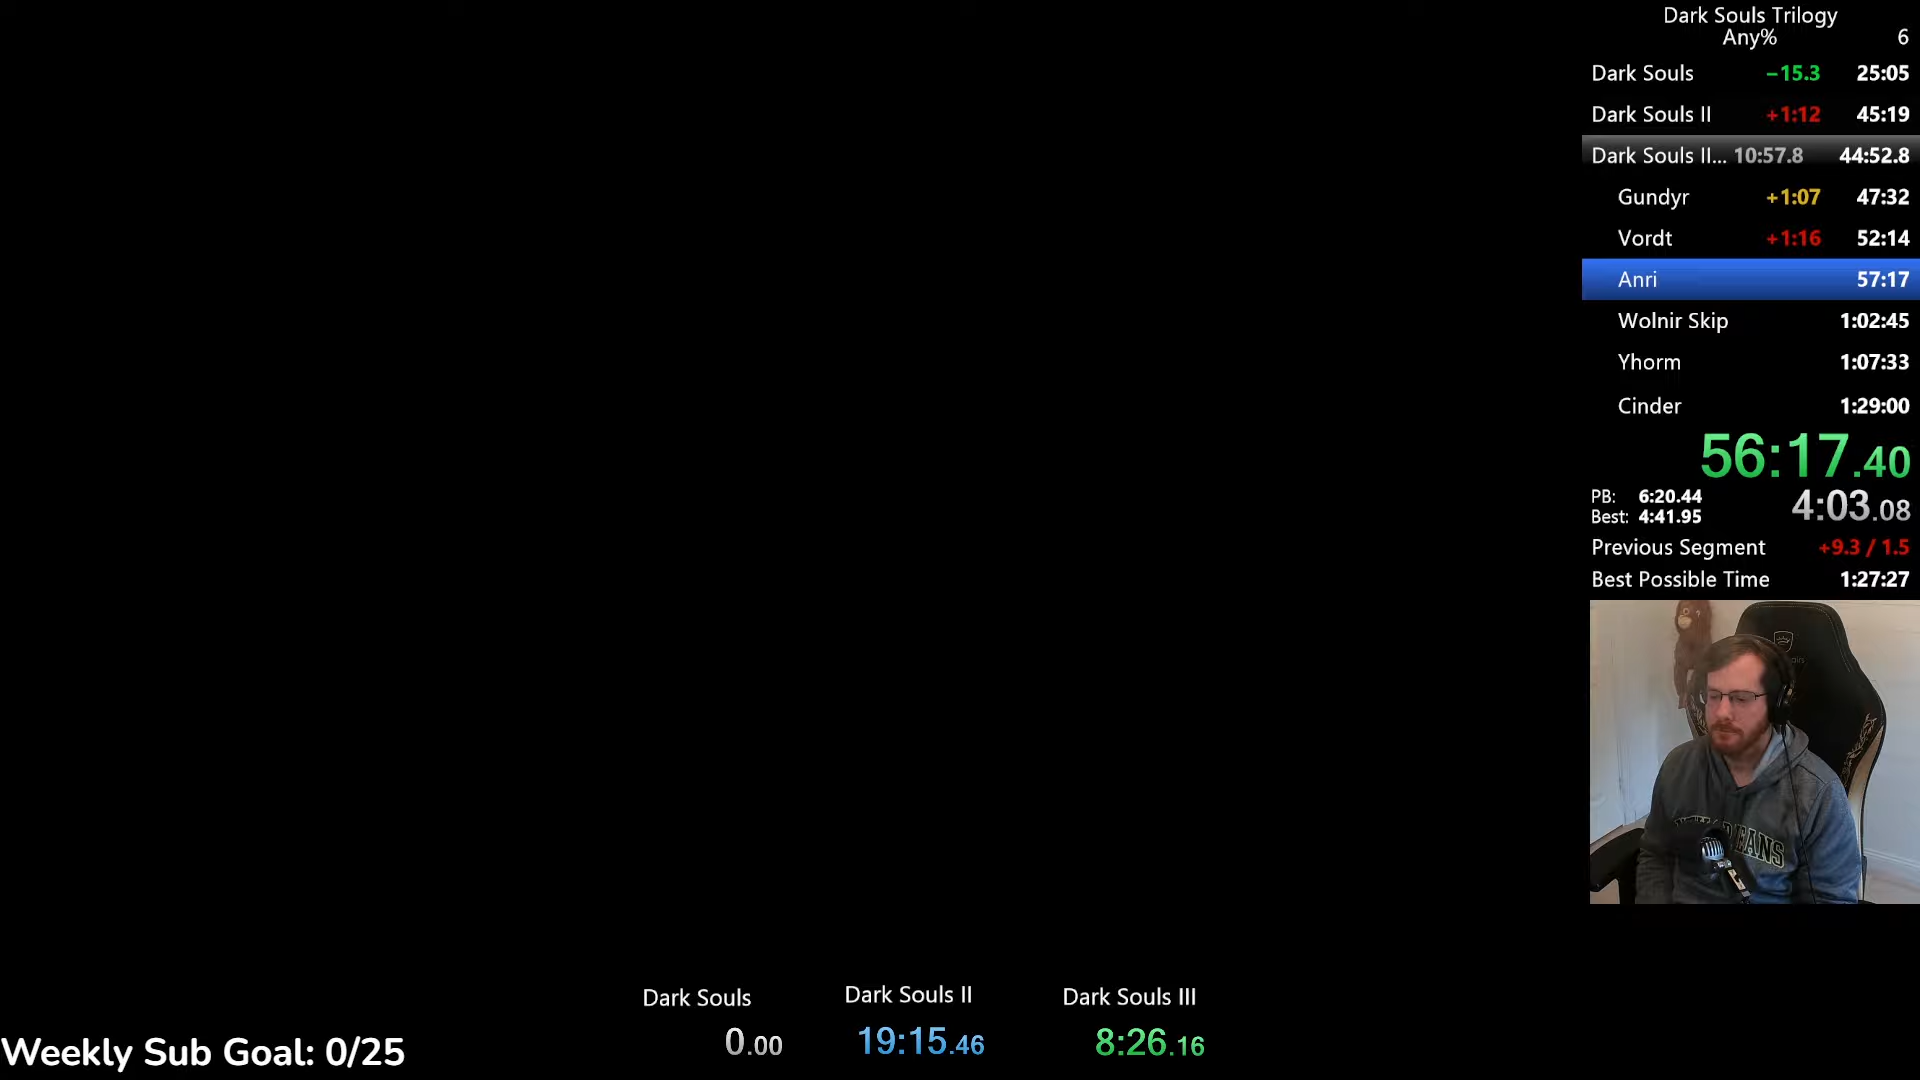 Dark Souls Trilogy
Any% 6
Dark Souls −15.3 25:05
Dark Souls II +1:12 45:19
Dark Souls II... 10:57.8 44:52.8
Gundyr +1:07 47:32
Vordt +1:16 52:14
Anri 57:17
Wolnir Skip 1:02:45
Yhorm 1:07:33
Cinder 1:29:00
56:17.40
PB: 6:20.44 4:03.08
Best: 4:41.95
Previous Segment +9.3 / 1.5
Best Possible Time 1:27:27
Dark Souls Dark Souls II Dark Souls III
0.00 19:15.46 8:26.16
Weekly Sub Goal: 0/25